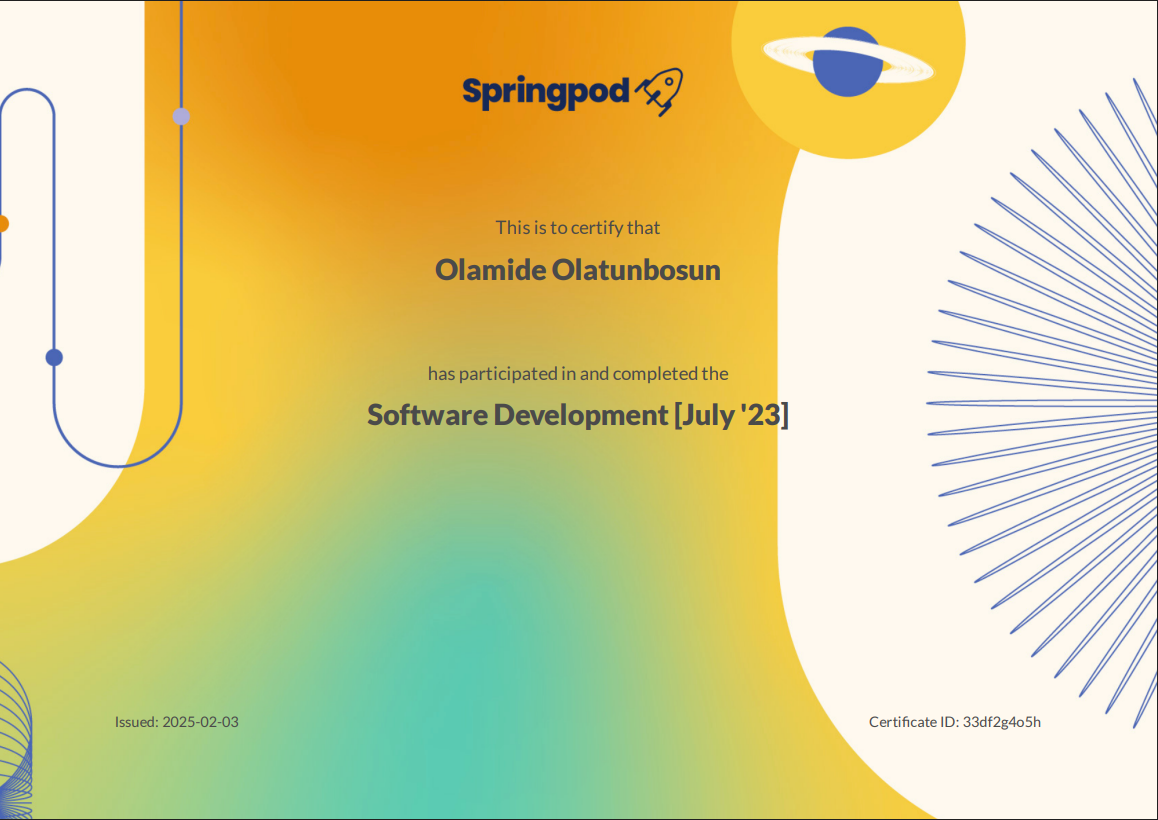 Springpod
This is to certify that
Olamide Olatunbosun
has participated in and completed the
Software Development [July '23]
Issued: 2025-02-03
Certificate ID: 33df2g4o5h